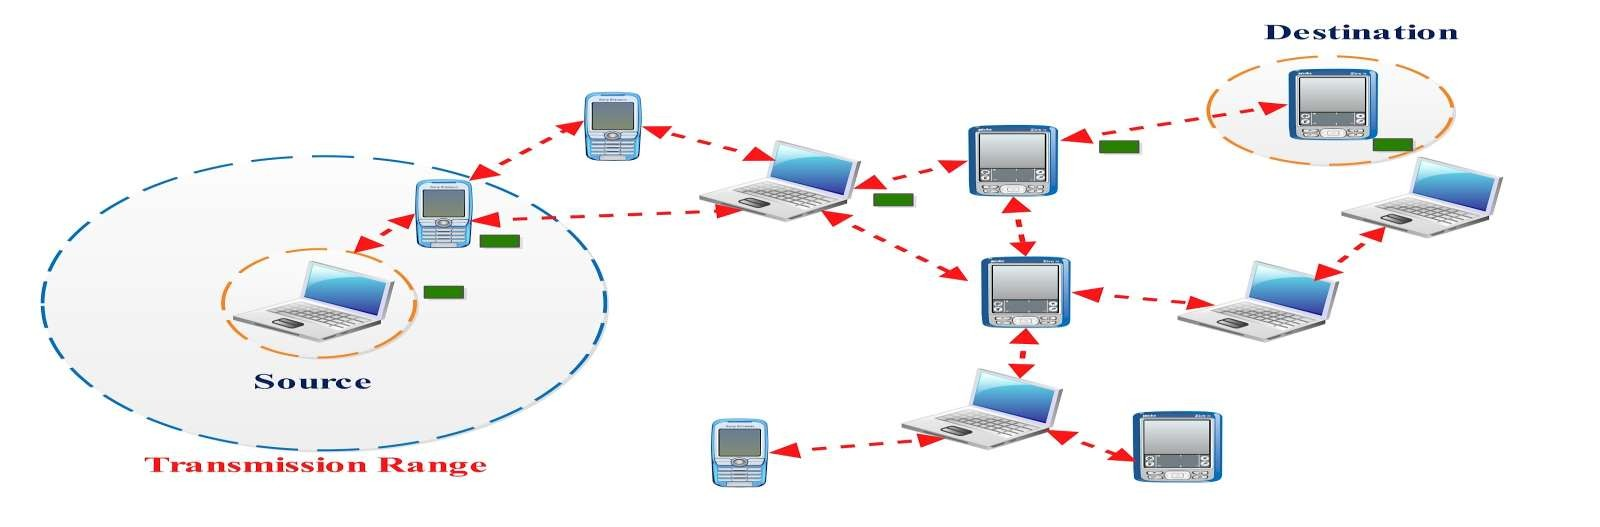 Destination
Source
Transmission Range